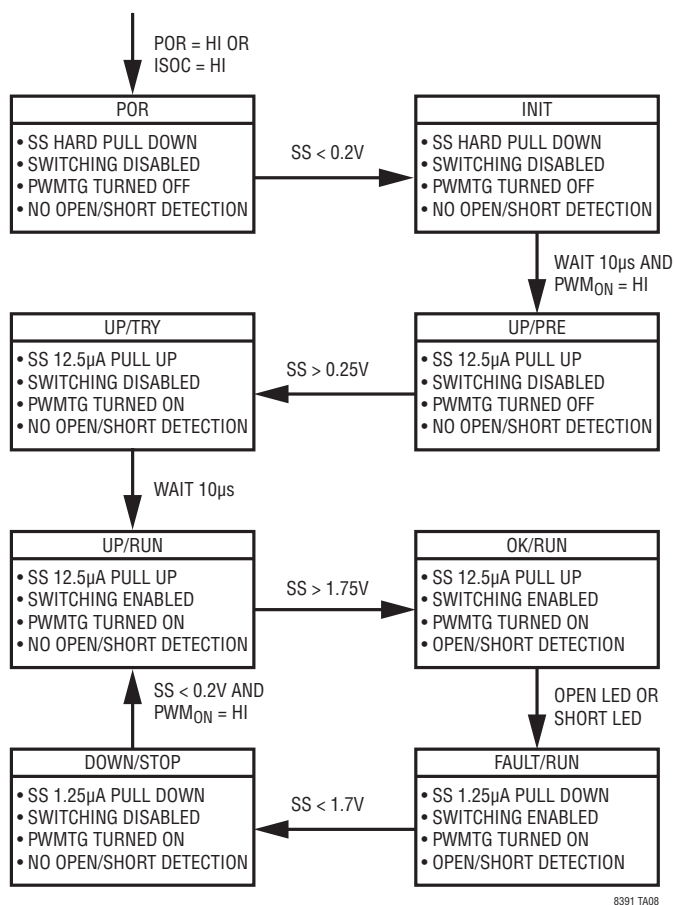 POR = HI OR
ISOC = HI
POR
• SS HARD PULL DOWN
• SWITCHING DISABLED
• PWMTG TURNED OFF
• NO OPEN/SHORT DETECTION
SS < 0.2V
INIT
• SS HARD PULL DOWN
• SWITCHING DISABLED
• PWMTG TURNED OFF
• NO OPEN/SHORT DETECTION
WAIT 10µs AND
PWMON = HI
UP/PRE
• SS 12.5µA PULL UP
• SWITCHING DISABLED
• PWMTG TURNED OFF
• NO OPEN/SHORT DETECTION
SS > 0.25V
UP/TRY
• SS 12.5µA PULL UP
• SWITCHING DISABLED
• PWMTG TURNED ON
• NO OPEN/SHORT DETECTION
WAIT 10µs
UP/RUN
• SS 12.5µA PULL UP
• SWITCHING ENABLED
• PWMTG TURNED ON
• NO OPEN/SHORT DETECTION
SS > 1.75V
OK/RUN
• SS 12.5µA PULL UP
• SWITCHING ENABLED
• PWMTG TURNED ON
• OPEN/SHORT DETECTION
OPEN LED OR
SHORT LED
FAULT/RUN
• SS 1.25µA PULL DOWN
• SWITCHING ENABLED
• PWMTG TURNED ON
• OPEN/SHORT DETECTION
SS < 1.7V
DOWN/STOP
• SS 1.25µA PULL DOWN
• SWITCHING DISABLED
• PWMTG TURNED ON
• NO OPEN/SHORT DETECTION
SS < 0.2V AND
PWMON = HI
8391 TA08